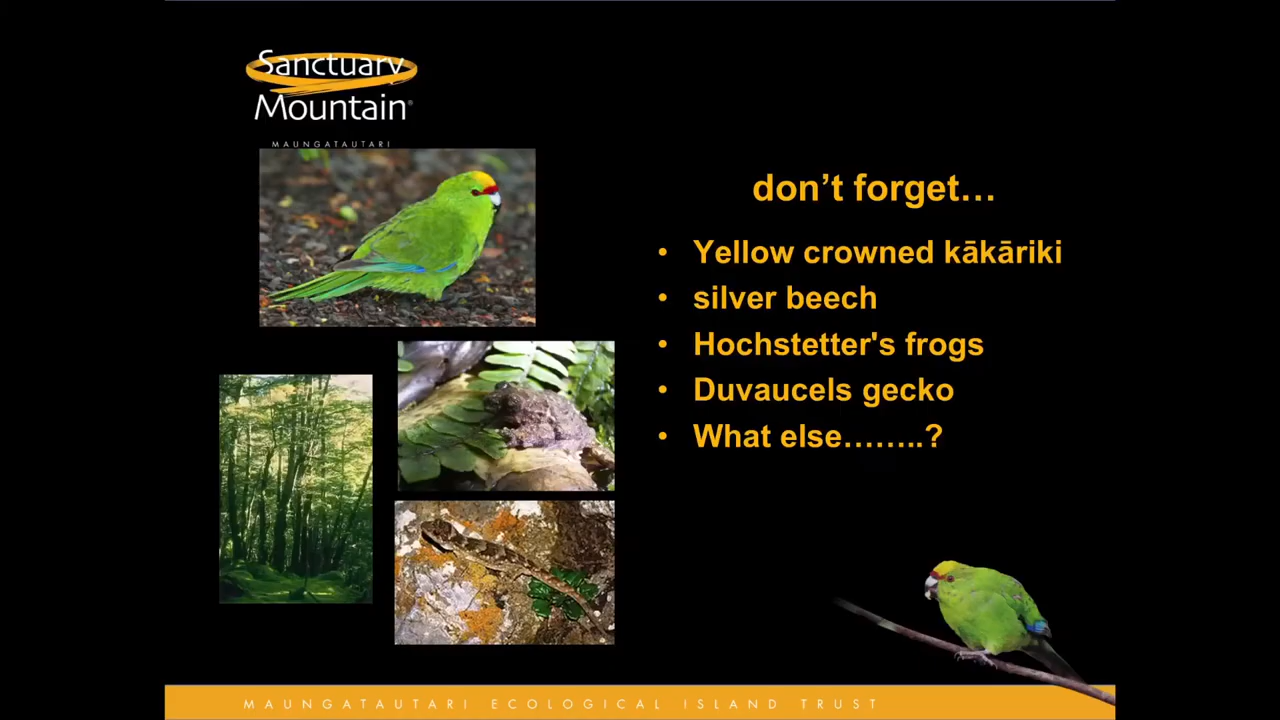 Sanctuary
Mountain®
MAUNGATAUTARI
don’t forget…
• Yellow crowned kākāriki
• silver beech
• Hochstetter's frogs
• Duvaucels gecko
• What else……..?
MAUNGATAUTARI ECOLOGICAL ISLAND TRUST